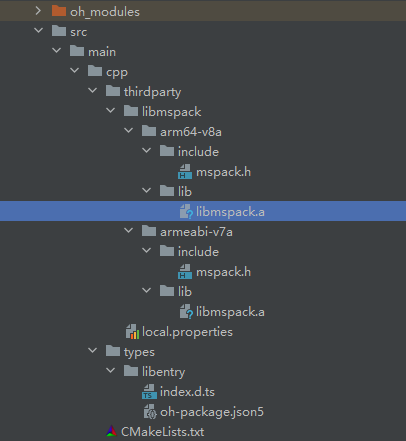 oh_modules
src
main
cpp
thirdparty
libmspack
arm64-v8a
include
mspack.h
lib
libmspack.a
armeabi-v7a
include
mspack.h
lib
libmspack.a
local.properties
types
libentry
index.d.ts
oh-package.json5
CMakeLists.txt